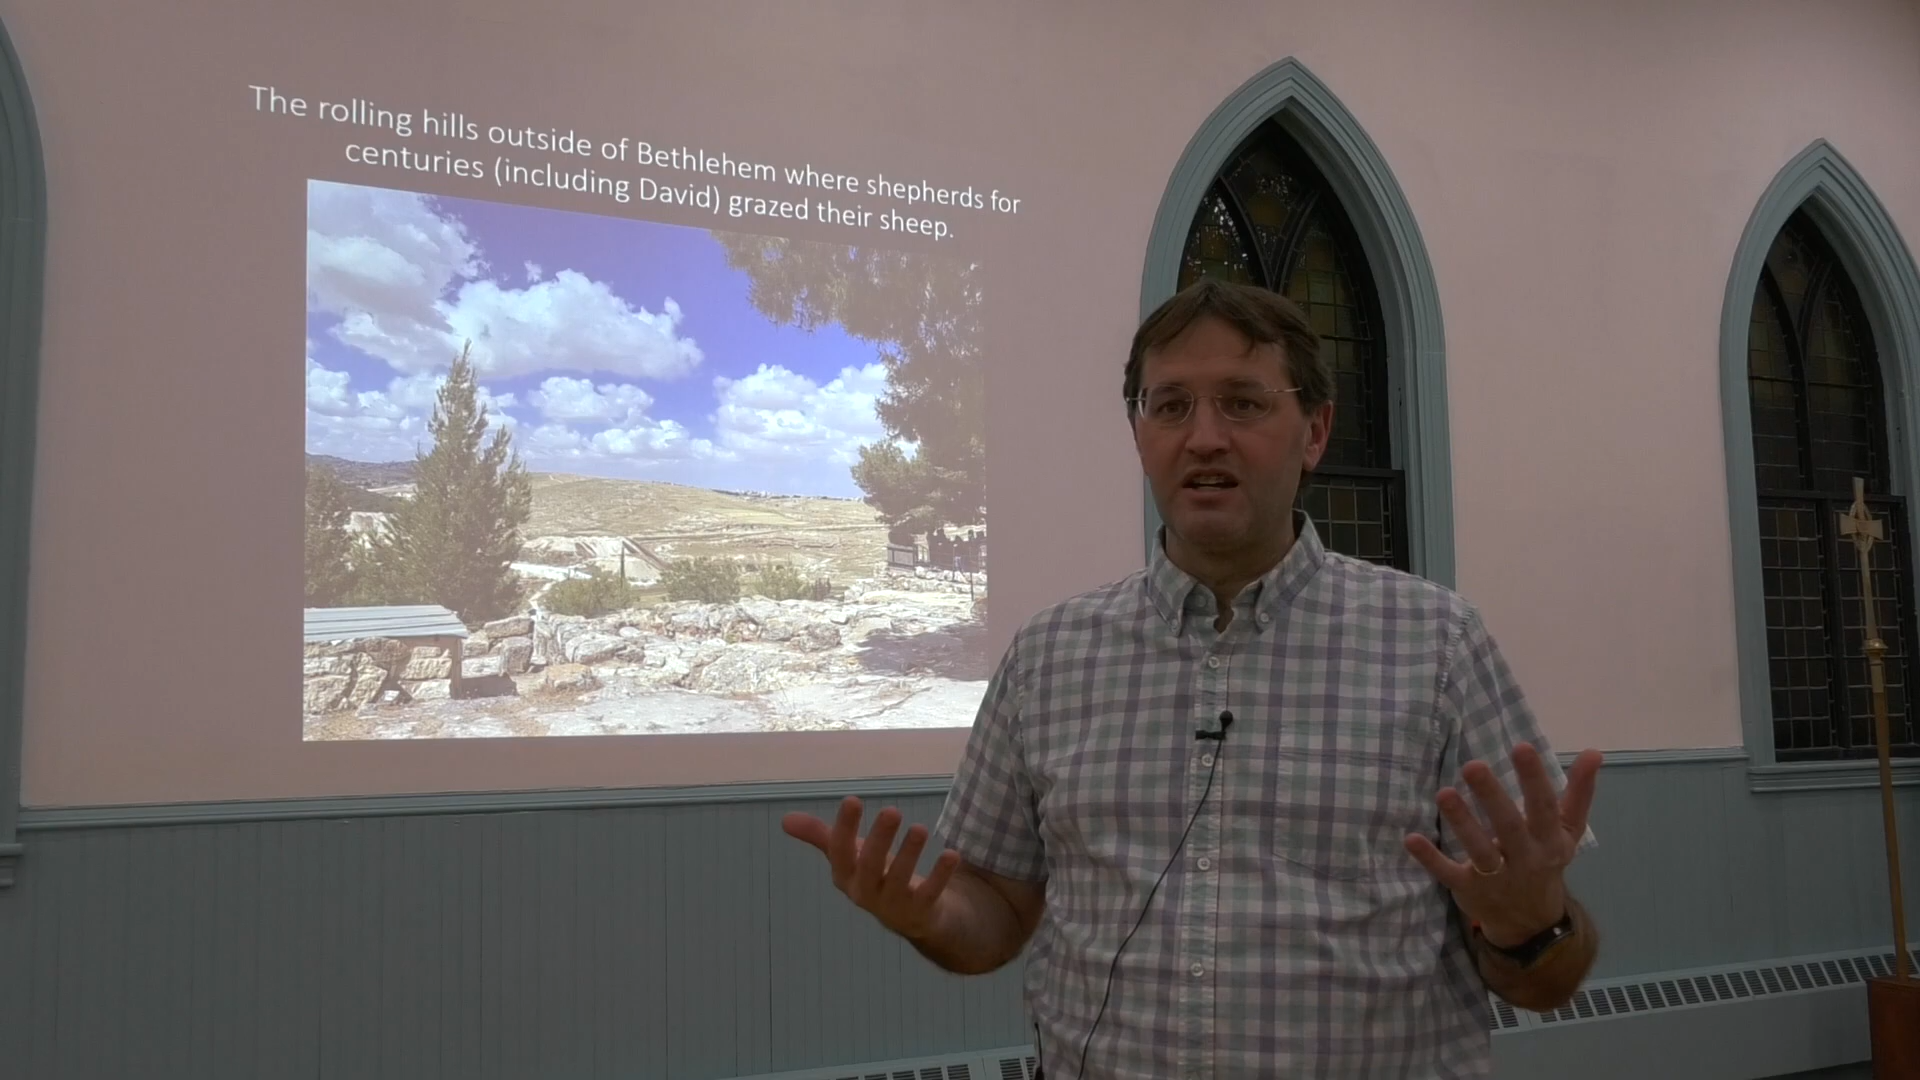 The rolling hills outside of Bethlehem where shepherds for
centuries (including David) grazed their sheep.